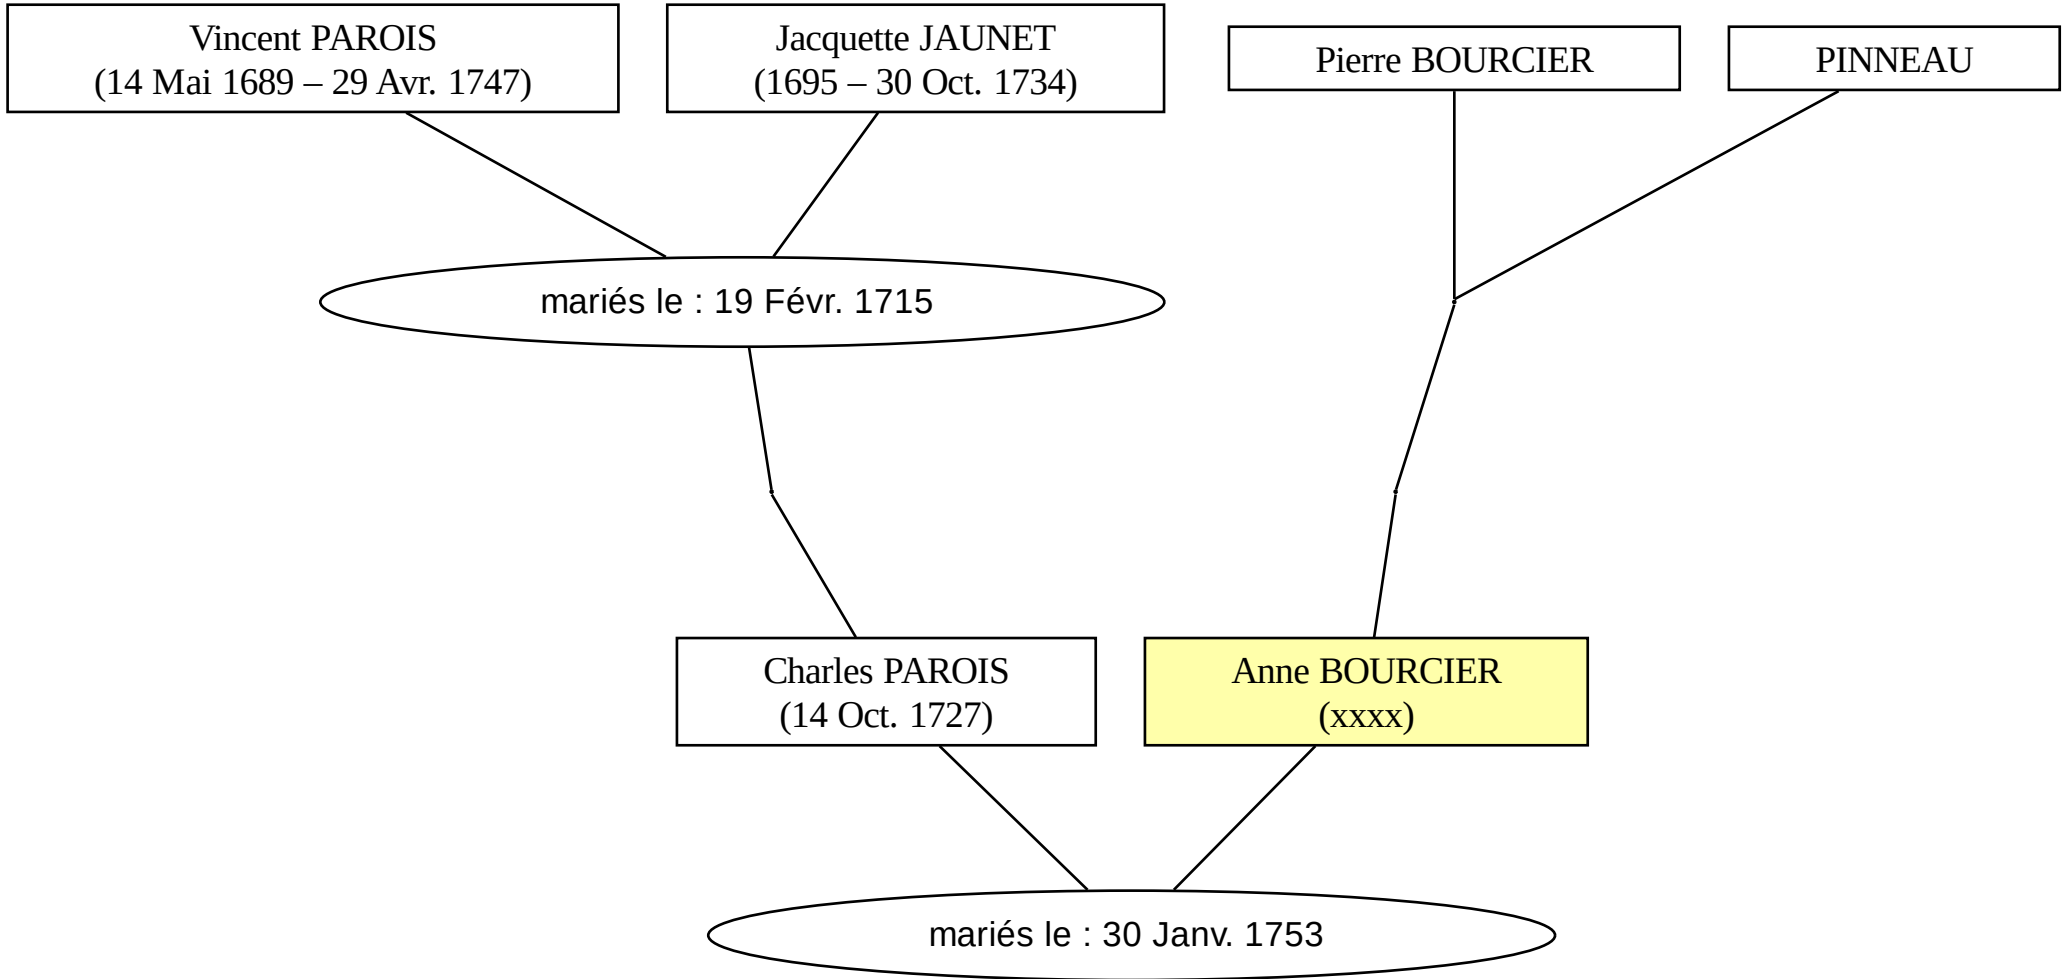 Vincent PAROIS
(14 Mai 1689 – 29 Avr. 1747)
Jacquette JAUNET
(1695 – 30 Oct. 1734)
Pierre BOURCIER
PINNEAU
mariés le : 19 Févr. 1715
Charles PAROIS
(14 Oct. 1727)
Anne BOURCIER
(xxxx)
mariés le : 30 Janv. 1753